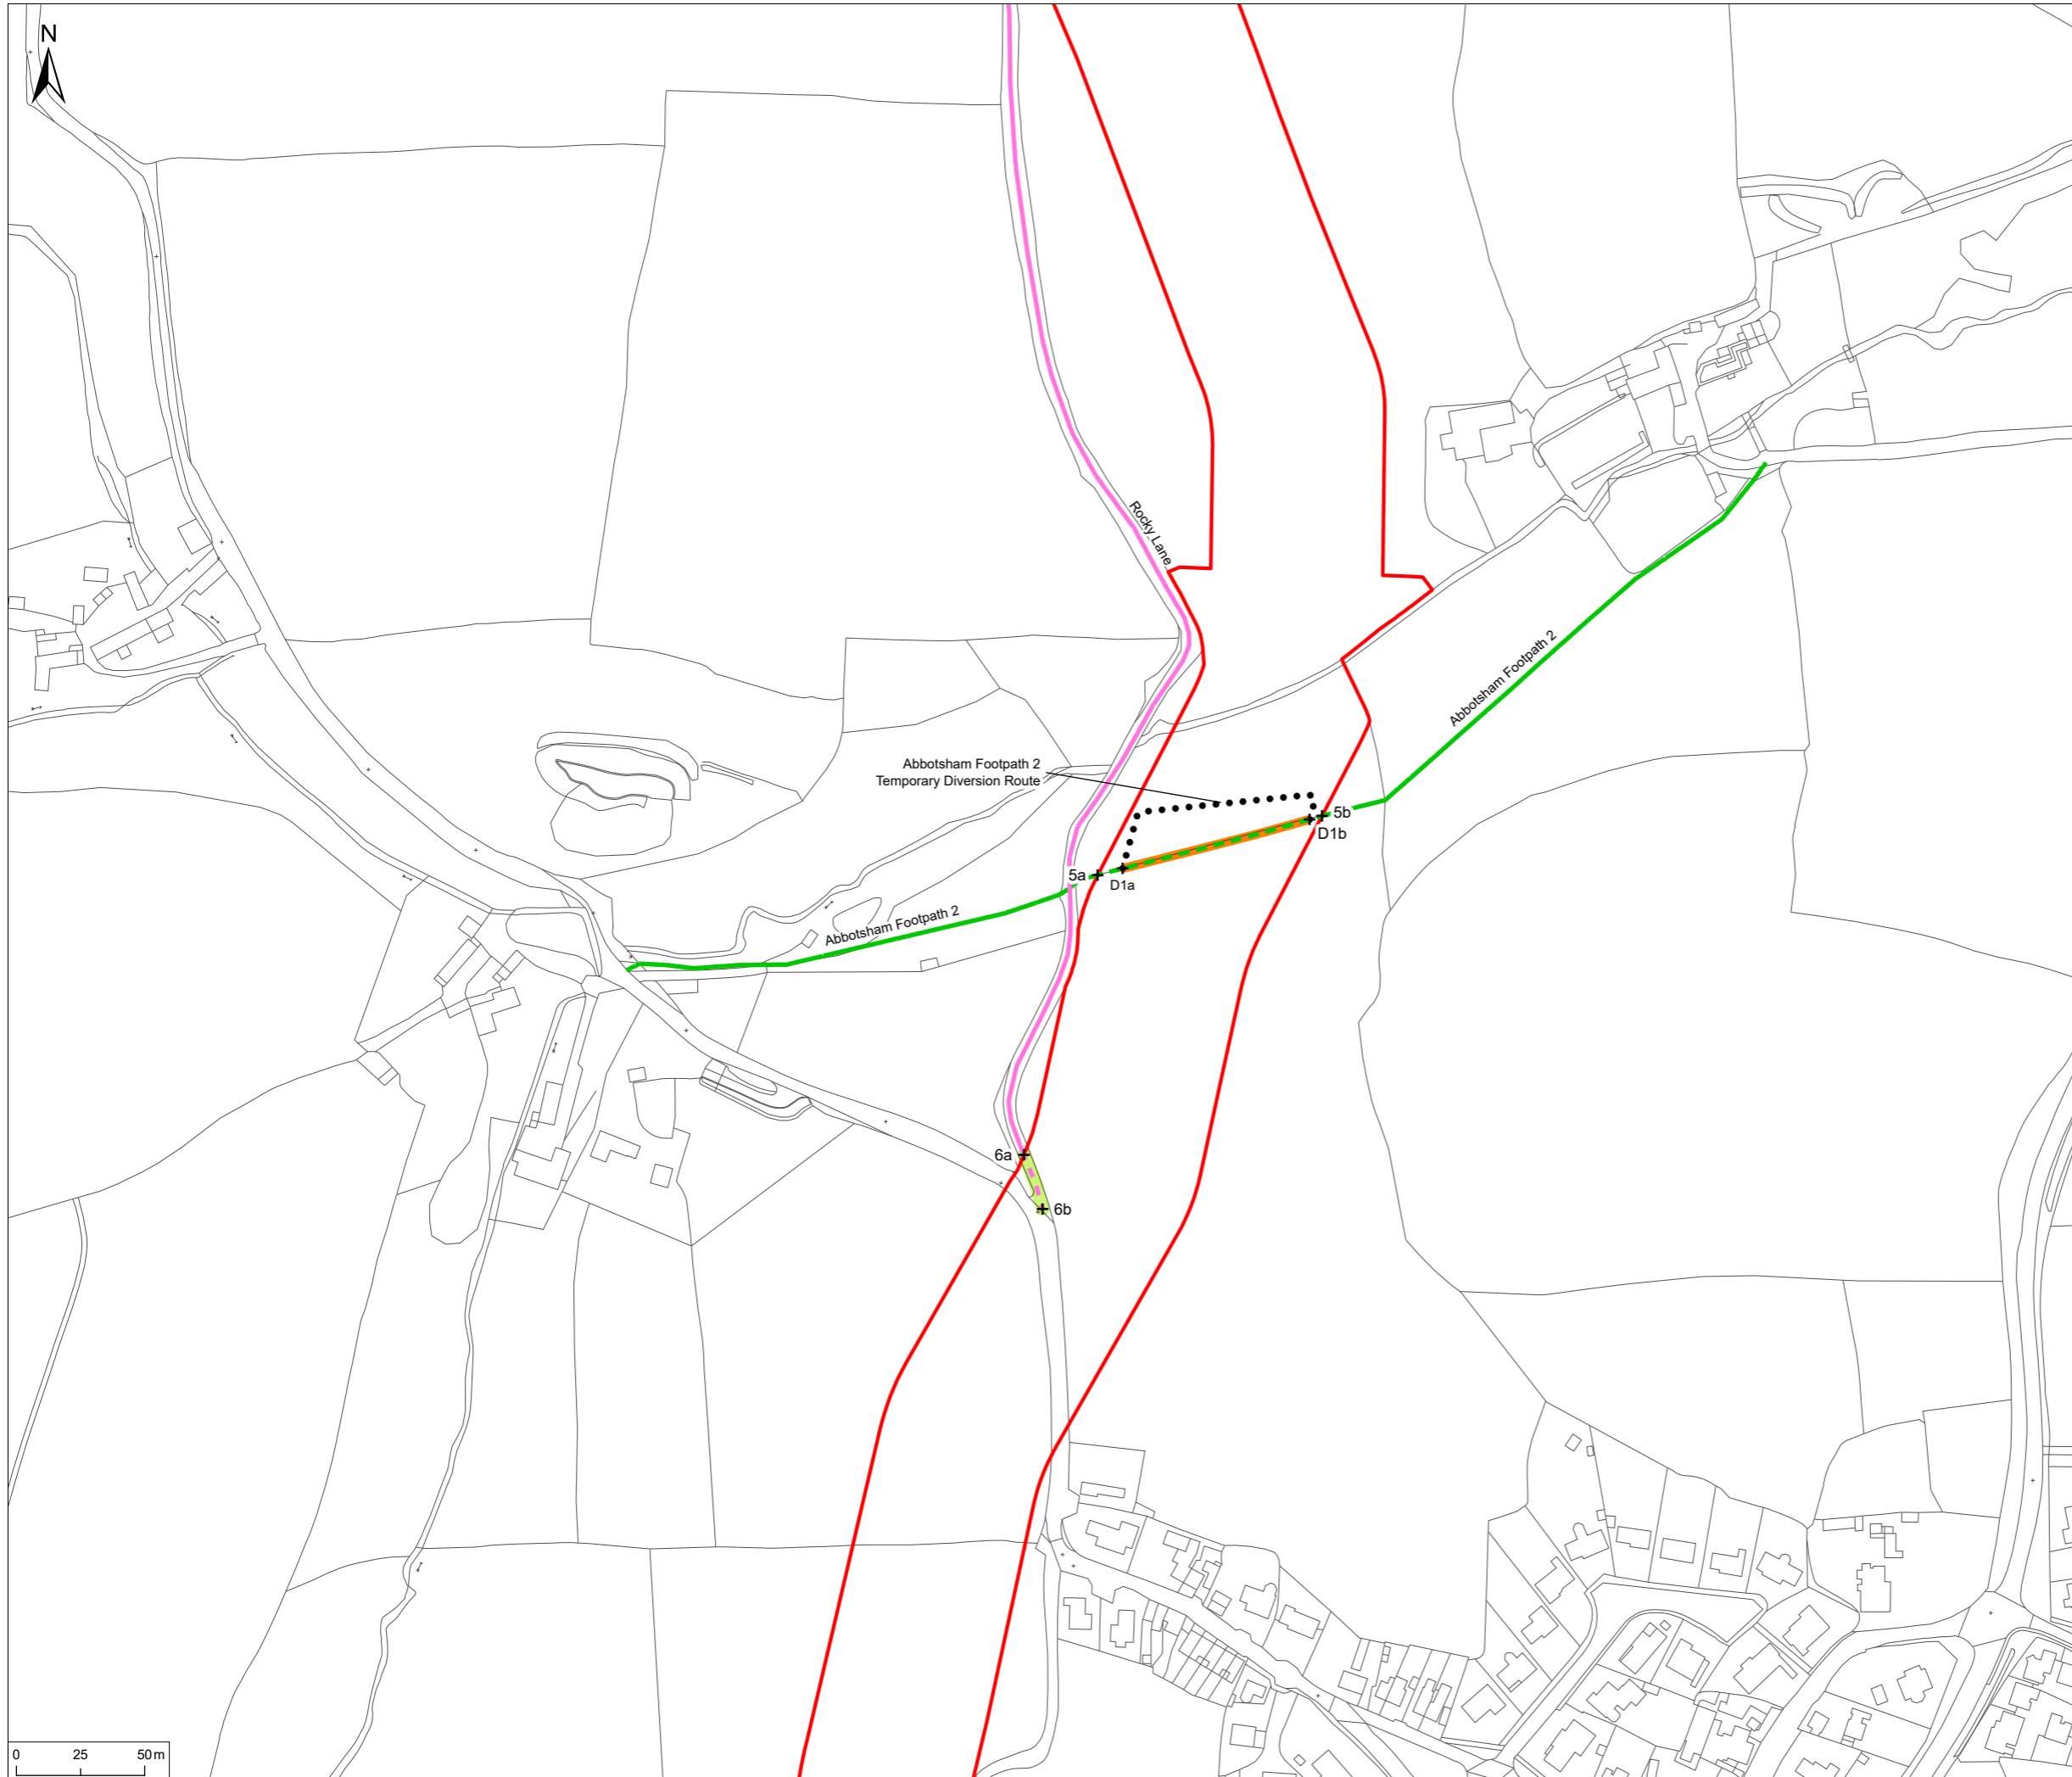 N
Rocky Lane
Abbotsham Footpath 2
Abbotsham Footpath 2
Temporary Diversion Route
5b
D1b
5a
D1a
Abbotsham Footpath 2
6a
6b
0 25 50 m